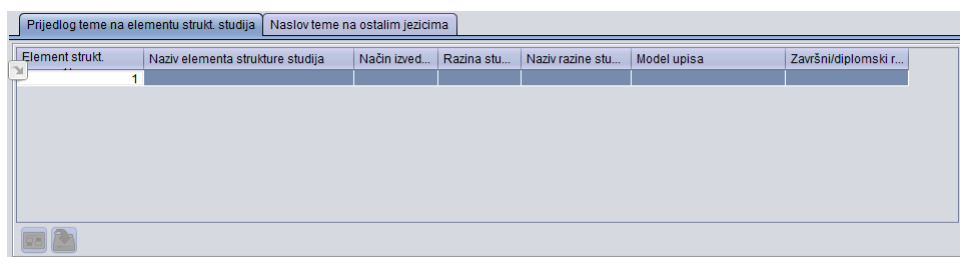 Prijedlog teme na elementu strukt. studija Naslov teme na ostalim jezicima
Element strukt. Naziv elementa strukture studija Način izved... Razina stu... Naziv razine stu... Model upisa Završni/diplomski r...
1